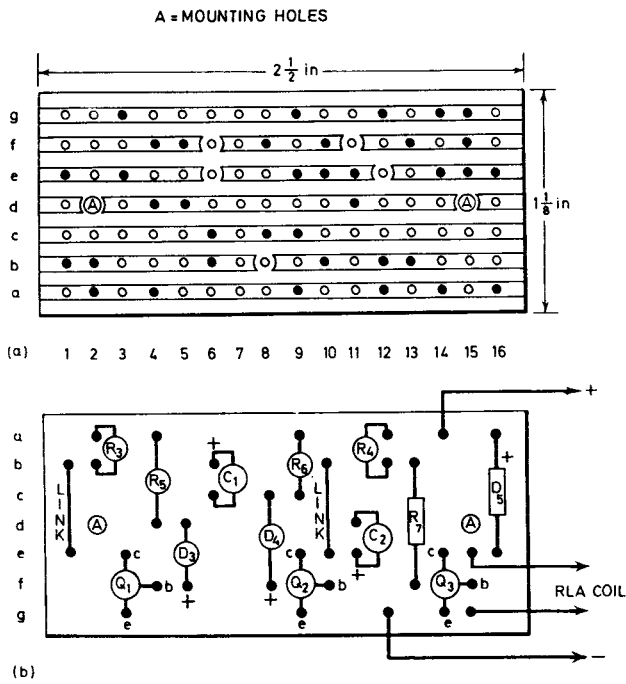 A = MOUNTING HOLES
2 1/2 in
g
f
e
d A A
c
b
a
1 1/8 in
(a) 1 2 3 4 5 6 7 8 9 10 11 12 13 14 15 16
+
a
b
c
d
e
f
g
R3
R5
+
C1
R6
R4
+
D5
LINK
LINK
A
D3
+
D4
+
C2
+
R7
A
c
Q1 b
e
c
Q2 b
e
c
Q3 b
e
RLA COIL
−
(b)